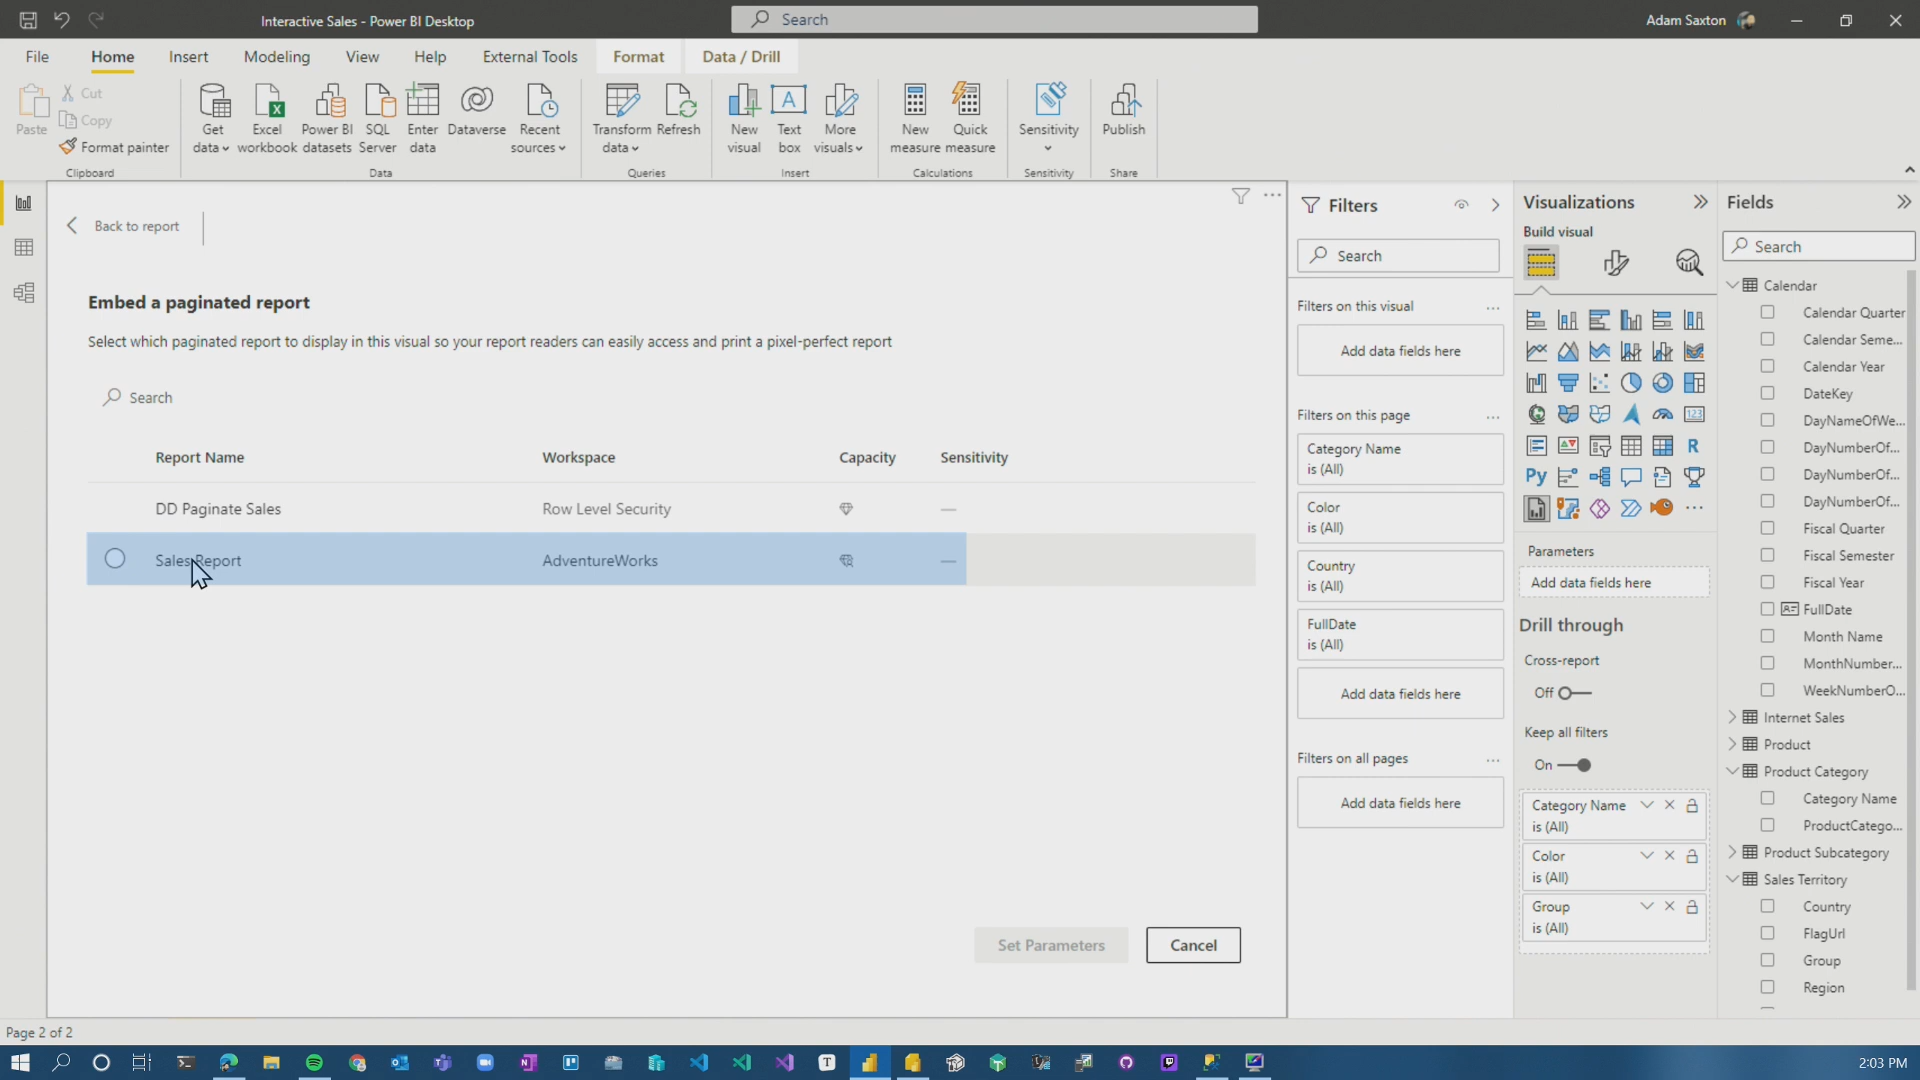 Interactive Sales - Power BI Desktop
Search
Adam Saxton
File
Home
Insert
Modeling
View
Help
External Tools
Format
Data / Drill
Paste
Cut
Copy
Format painter
Clipboard
Get
data
Excel
workbook
Power BI
datasets
SQL
Server
Enter
data
Dataverse
Recent
sources
Data
Transform
data
Refresh
Queries
New
visual
Text
box
More
visuals
Insert
New
measure
Quick
measure
Calculations
Sensitivity
Sensitivity
Publish
Share
Back to report
Embed a paginated report
Select which paginated report to display in this visual so your report readers can easily access and print a pixel-perfect report
Search
Report Name Workspace Capacity Sensitivity
DD Paginate Sales Row Level Security —
Sales Report AdventureWorks —
Set Parameters
Cancel
Filters
Search
Filters on this visual ...
Add data fields here
Filters on this page ...
Category Name
is (All)
Color
is (All)
Country
is (All)
FullDate
is (All)
Add data fields here
Filters on all pages ...
Add data fields here
Visualizations
Build visual
123
R
Py
...
Parameters
Add data fields here
Drill through
Cross-report
Off
Keep all filters
On
Category Name
is (All)
Color
is (All)
Group
is (All)
Fields
Search
Calendar
Calendar Quarter
Calendar Seme...
Calendar Year
DateKey
DayNameOfWe...
DayNumberOf...
DayNumberOf...
DayNumberOf...
Fiscal Quarter
Fiscal Semester
Fiscal Year
FullDate
Month Name
MonthNumber...
WeekNumberO...
Internet Sales
Product
Product Category
Category Name
ProductCatego...
Product Subcategory
Sales Territory
Country
FlagUrl
Group
Region
Page 2 of 2
2:03 PM